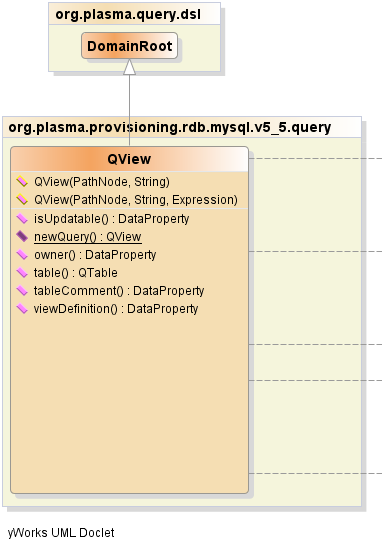 org.plasma.query.dsl
DomainRoot
org.plasma.provisioning.rdb.mysql.v5_5.query
QView
QView(PathNode, String)
QView(PathNode, String, Expression)
isUpdatable() : DataProperty
newQuery() : QView
owner() : DataProperty
table() : QTable
tableComment() : DataProperty
viewDefinition() : DataProperty
yWorks UML Doclet